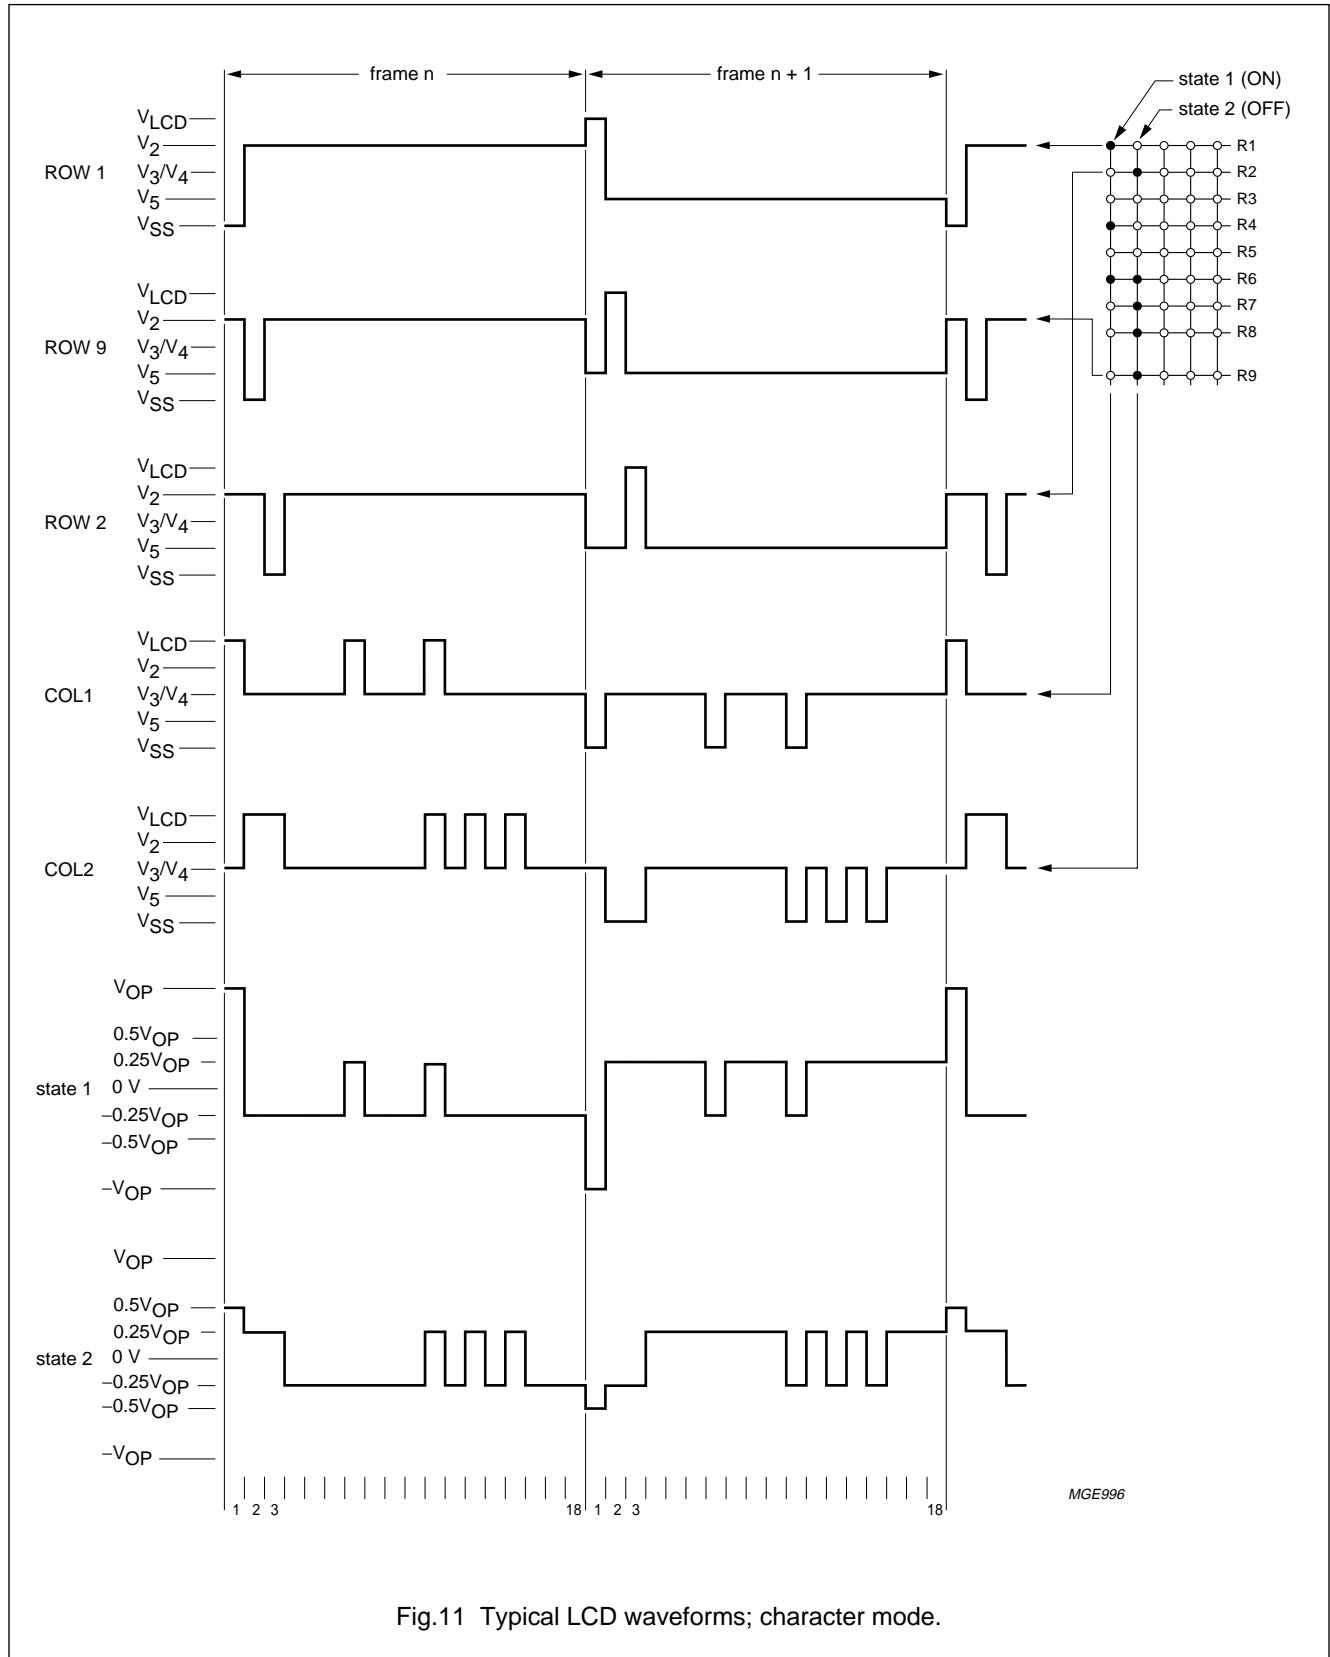 frame n
frame n + 1
state 1 (ON)
state 2 (OFF)
R1
R2
R3
R4
R5
R6
R7
R8
R9
ROW 1
VLCD
V2
V3/V4
V5
VSS
ROW 9
VLCD
V2
V3/V4
V5
VSS
ROW 2
VLCD
V2
V3/V4
V5
VSS
COL1
VLCD
V2
V3/V4
V5
VSS
COL2
VLCD
V2
V3/V4
V5
VSS
state 1
VOP
0.5VOP
0.25VOP
0 V
−0.25VOP
−0.5VOP
−VOP
state 2
VOP
0.5VOP
0.25VOP
0 V
−0.25VOP
−0.5VOP
−VOP
1 2 3 18 1 2 3 18
MGE996
Fig.11 Typical LCD waveforms; character mode.